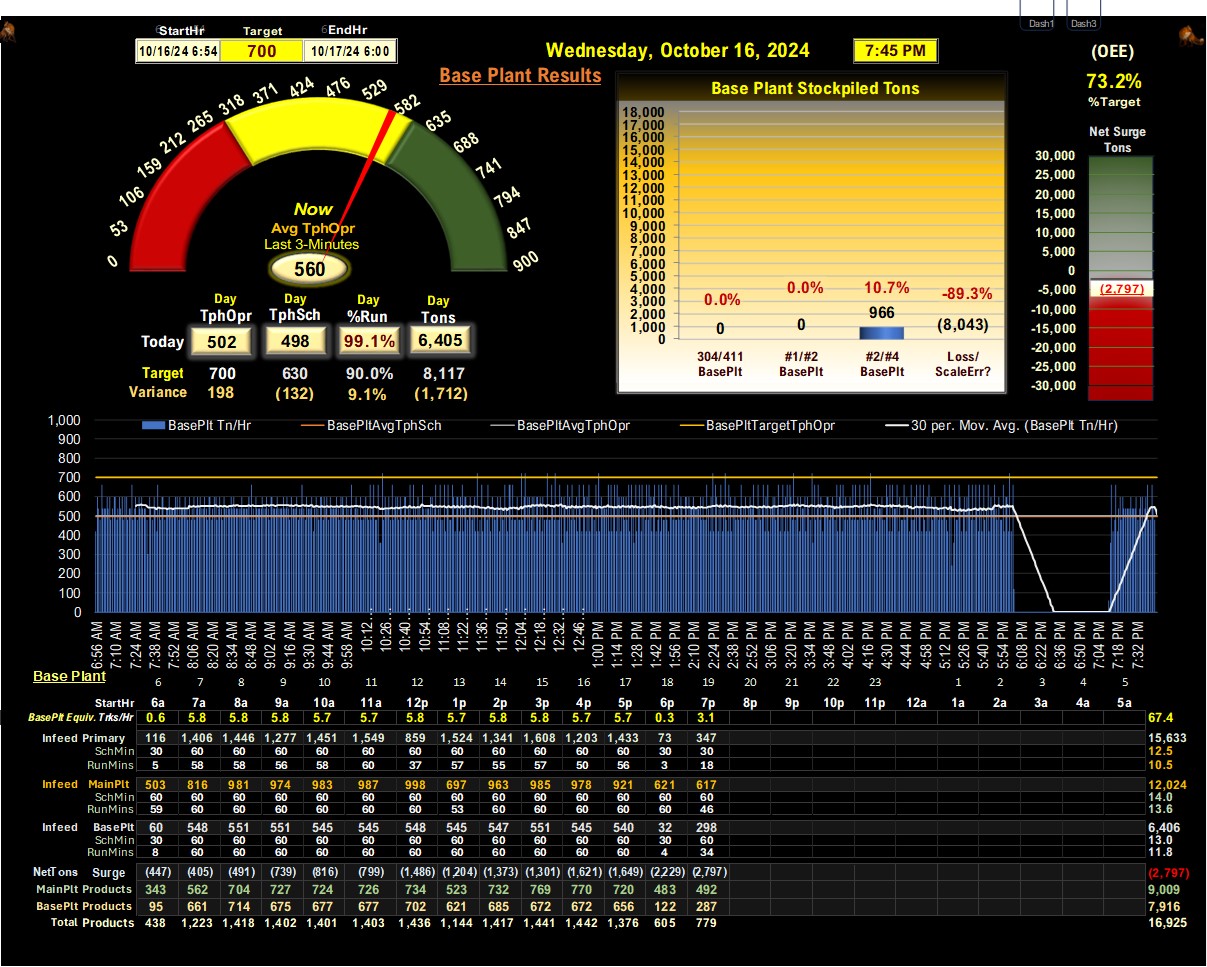 Dash1 Dash3
StartHr Target EndHr
10/16/24 6:54 700 10/17/24 6:00
Wednesday, October 16, 2024 7:45 PM
Base Plant Results
(OEE)
73.2%
%Target
Net Surge
Tons
30,000
25,000
20,000
15,000
10,000
5,000
0
-5,000
-10,000
-15,000
-20,000
-25,000
-30,000
(2,797)
0 53 106 159 212 265 318 371 424 476 529 582 635 688 741 794 847 900
Now
Avg TphOpr
Last 3-Minutes
560
Day Day Day Day
TphOpr TphSch %Run Tons
Today 502 498 99.1% 6,405
Target 700 630 90.0% 8,117
Variance 198 (132) 9.1% (1,712)
Base Plant Stockpiled Tons
18,000
17,000
16,000
15,000
14,000
13,000
12,000
11,000
10,000
9,000
8,000
7,000
6,000
5,000
4,000
3,000
2,000
1,000
0
0.0% 0.0% 10.7% -89.3%
0 0 966 (8,043)
304/411 #1/#2 #2/#4 Loss/
BasePlt BasePlt BasePlt ScaleErr?
BasePlt Tn/Hr BasePltAvgTphSch BasePltAvgTphOpr BasePltTargetTphOpr 30 per. Mov. Avg. (BasePlt Tn/Hr)
1,000
900
800
700
600
500
400
300
200
100
0
6:56 AM 7:10 AM 7:24 AM 7:38 AM 7:52 AM 8:06 AM 8:20 AM 8:34 AM 8:48 AM 9:02 AM 9:16 AM 9:30 AM 9:44 AM 9:58 AM 10:12… 10:26… 10:40… 10:54… 11:08… 11:22… 11:36… 11:50… 12:04… 12:18… 12:32… 12:46… 1:00 PM 1:14 PM 1:28 PM 1:42 PM 1:56 PM 2:10 PM 2:24 PM 2:38 PM 2:52 PM 3:06 PM 3:20 PM 3:34 PM 3:48 PM 4:02 PM 4:16 PM 4:30 PM 4:44 PM 4:58 PM 5:12 PM 5:26 PM 5:40 PM 5:54 PM 6:08 PM 6:22 PM 6:36 PM 6:50 PM 7:04 PM 7:18 PM 7:32 PM
Base Plant
6 7 8 9 10 11 12 13 14 15 16 17 18 19 20 21 22 23 1 2 3 4 5
StartHr 6a 7a 8a 9a 10a 11a 12p 1p 2p 3p 4p 5p 6p 7p 8p 9p 10p 11p 12a 1a 2a 3a 4a 5a
BasePlt Equiv. Trks/Hr 0.6 5.8 5.8 5.8 5.7 5.7 5.8 5.7 5.8 5.8 5.7 5.7 0.3 3.1 67.4
Infeed Primary 116 1,406 1,446 1,277 1,451 1,549 859 1,524 1,341 1,608 1,203 1,433 73 347 15,633
SchMin 30 60 60 60 60 60 60 60 60 60 60 60 30 30 12.5
RunMins 5 58 58 56 58 60 37 57 55 57 50 56 3 18 10.5
Infeed MainPlt 503 816 981 974 983 987 998 697 963 985 978 921 621 617 12,024
SchMin 60 60 60 60 60 60 60 60 60 60 60 60 60 60 14.0
RunMins 59 60 60 60 60 60 60 53 60 60 60 60 60 46 13.6
Infeed BasePlt 60 548 551 551 545 545 548 545 547 551 545 540 32 298 6,406
SchMin 30 60 60 60 60 60 60 60 60 60 60 60 30 60 13.0
RunMins 8 60 60 60 60 60 60 60 60 60 60 60 4 34 11.8
NetTons Surge (447) (405) (491) (739) (816) (799) (1,486) (1,204) (1,373) (1,301) (1,621) (1,649) (2,229) (2,797) (2,797)
MainPlt Products 343 562 704 727 724 726 734 523 732 769 770 720 483 492 9,009
BasePlt Products 95 661 714 675 677 677 702 621 685 672 672 656 122 287 7,916
Total Products 438 1,223 1,418 1,402 1,401 1,403 1,436 1,144 1,417 1,441 1,442 1,376 605 779 16,925